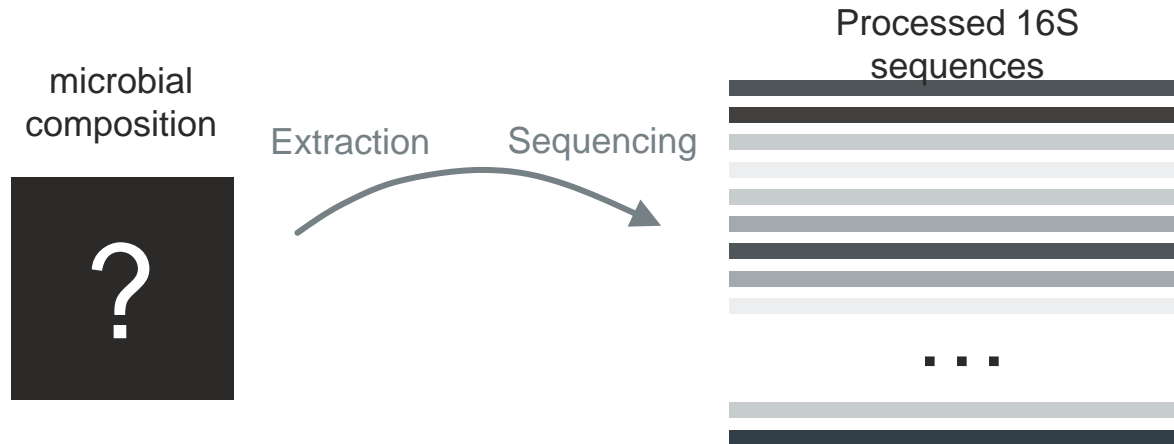 microbial
composition
?
Extraction
Sequencing
Processed 16S
sequences
...